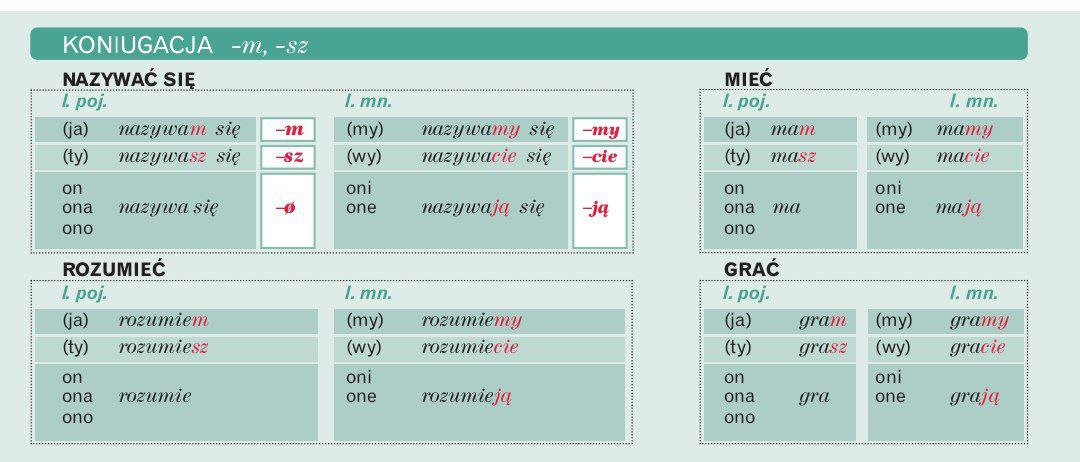 KONIUGACJA -m, -sz
NAZYWAĆ SIĘ
l. poj. l. mn.
(ja) nazywam się -m (my) nazywamy się -my
(ty) nazywasz się -sz (wy) nazywacie się -cie
on oni
ona nazywa się -ø one nazywają się -ją
ono
MIEĆ
l. poj. l. mn.
(ja) mam (my) mamy
(ty) masz (wy) macie
on oni
ona ma one mają
ono
ROZUMIEĆ
l. poj. l. mn.
(ja) rozumiem (my) rozumiemy
(ty) rozumiesz (wy) rozumiecie
on oni
ona rozumie one rozumieją
ono
GRAĆ
l. poj. l. mn.
(ja) gram (my) gramy
(ty) grasz (wy) gracie
on oni
ona gra one grają
ono